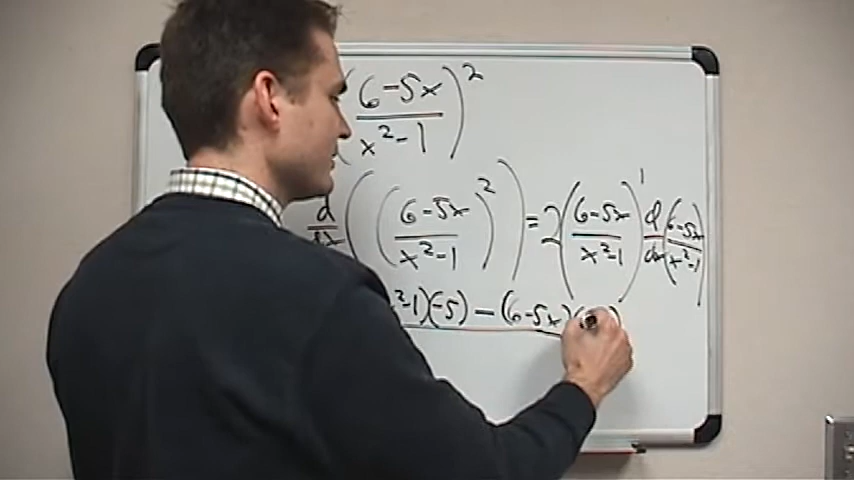 (6-5x / x²-1)²
d/dx ((6-5x / x²-1)²) = 2(6-5x / x²-1)¹ d/dx (6-5x / x²-1)
x²-1)(-5) - (6-5x)(